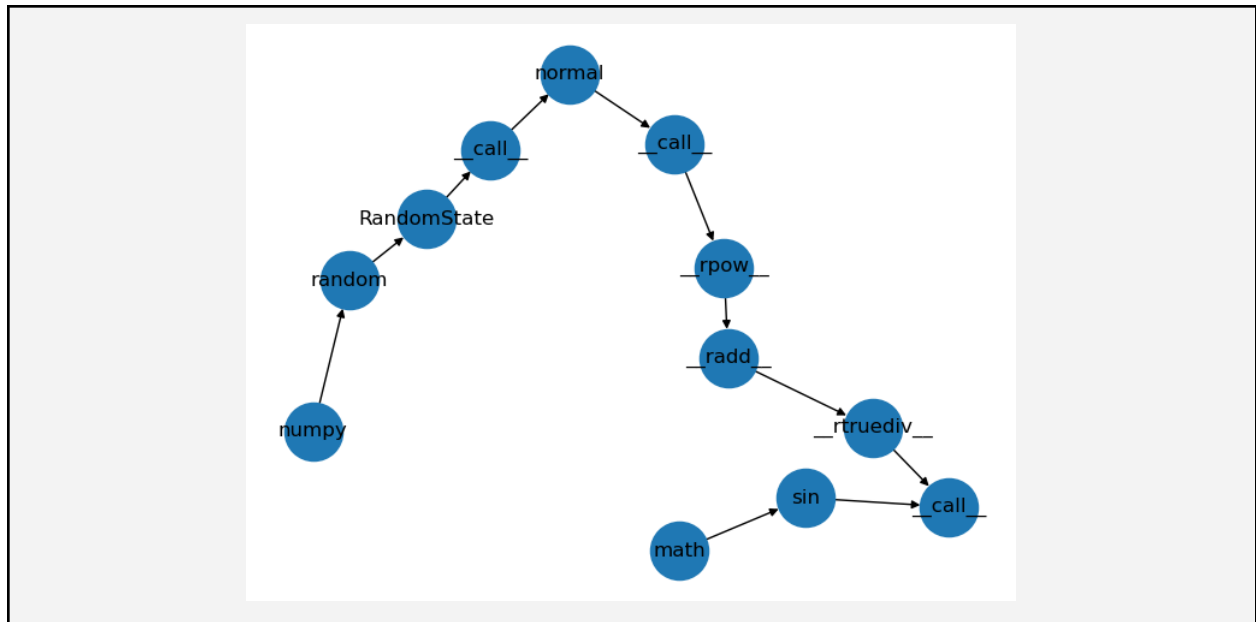 normal
__call__
__call__
RandomState
__rpow__
random
__radd__
numpy
__rtruediv__
sin
__call__
math